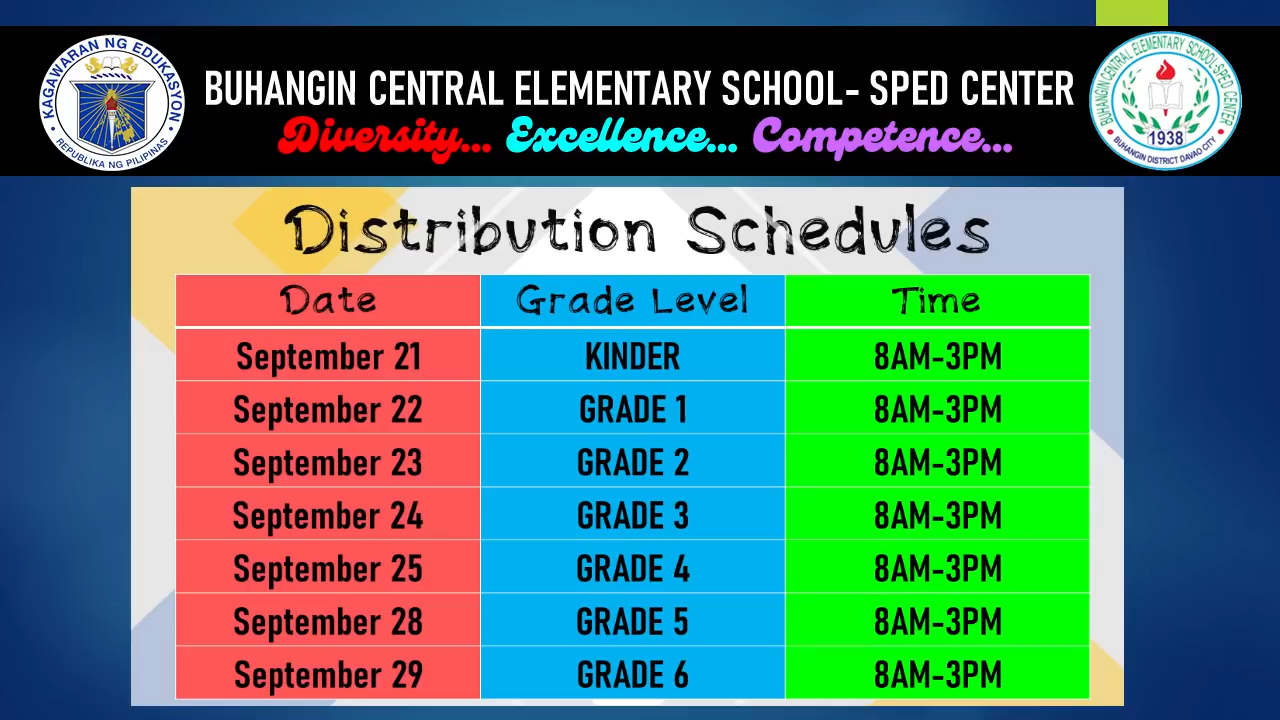 KAGAWARAN NG EDUKASYON
REPUBLIKA NG PILIPINAS
BUHANGIN CENTRAL ELEMENTARY SCHOOL- SPED CENTER
Diversity... Excellence... Competence...
BUHANGIN CENTRAL ELEMENTARY SCHOOL-SPED CENTER
1938
BUHANGIN DISTRICT DAVAO CITY
Distribution Schedules
Date Grade Level Time
September 21 KINDER 8AM-3PM
September 22 GRADE 1 8AM-3PM
September 23 GRADE 2 8AM-3PM
September 24 GRADE 3 8AM-3PM
September 25 GRADE 4 8AM-3PM
September 28 GRADE 5 8AM-3PM
September 29 GRADE 6 8AM-3PM